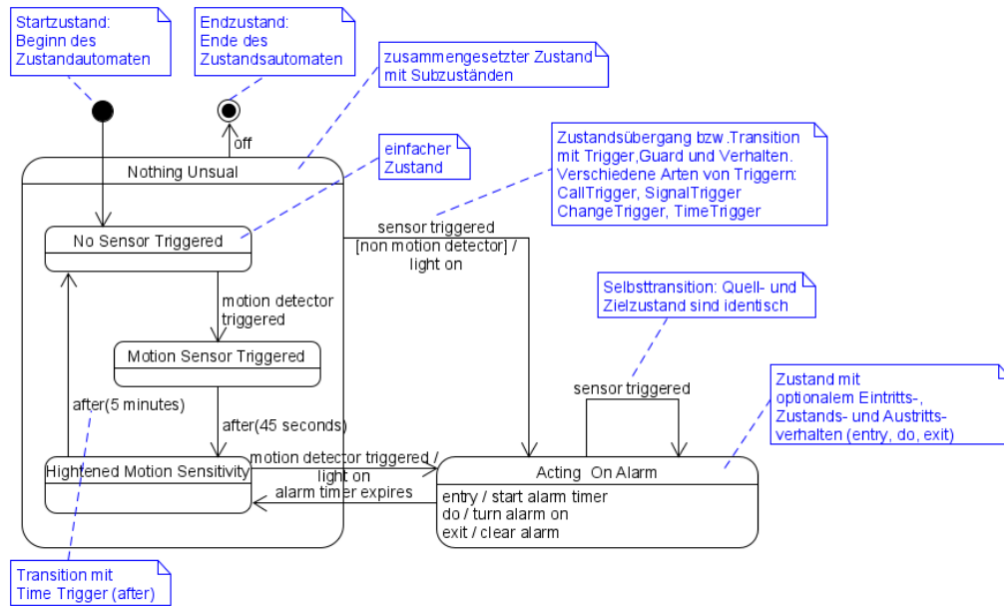 Startzustand:
Beginn des
Zustandautomaten
Endzustand:
Ende des
Zustandsautomaten
zusammengesetzter Zustand
mit Subzuständen
off
einfacher
Zustand
Zustandsübergang bzw.Transition
mit Trigger,Guard und Verhalten.
Verschiedene Arten von Triggern:
CallTrigger, SignalTrigger
ChangeTrigger, TimeTrigger
Nothing Unsual
No Sensor Triggered
sensor triggered
[non motion detector] /
light on
motion detector
triggered
Selbsttransition: Quell- und
Zielzustand sind identisch
Motion Sensor Triggered
sensor triggered
Zustand mit
optionalem Eintritts-,
Zustands- und Austritts-
verhalten (entry, do, exit)
after(5 minutes)
after(45 seconds)
Hightened Motion Sensitivity
motion detector triggered /
light on
alarm timer expires
Acting On Alarm
entry / start alarm timer
do / turn alarm on
exit / clear alarm
Transition mit
Time Trigger (after)